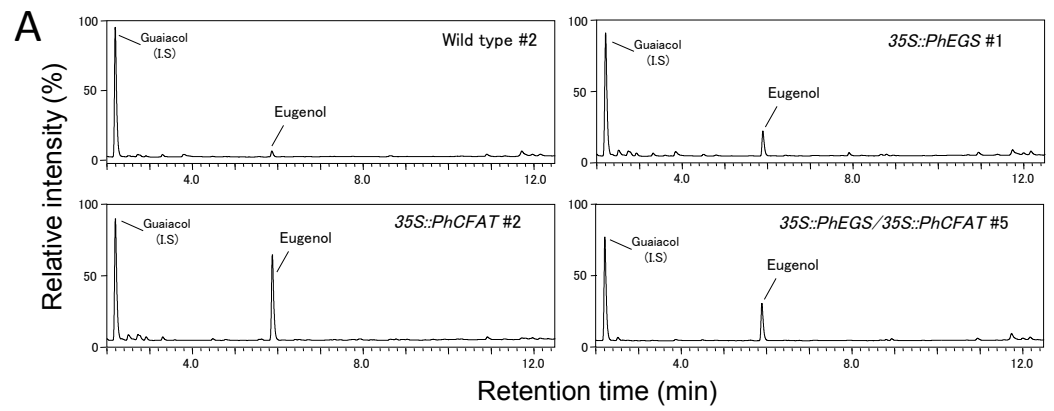 A
Relative intensity (%)
100
50
0
Guaiacol
(I.S)
Wild type #2
Eugenol
4.0
8.0
12.0
100
50
0
Guaiacol
(I.S)
35S::PhEGS #1
Eugenol
4.0
8.0
12.0
100
50
0
Guaiacol
(I.S)
35S::PhCFAT #2
Eugenol
4.0
8.0
12.0
100
50
0
Guaiacol
(I.S)
35S::PhEGS/35S::PhCFAT #5
Eugenol
4.0
8.0
12.0
Retention time (min)